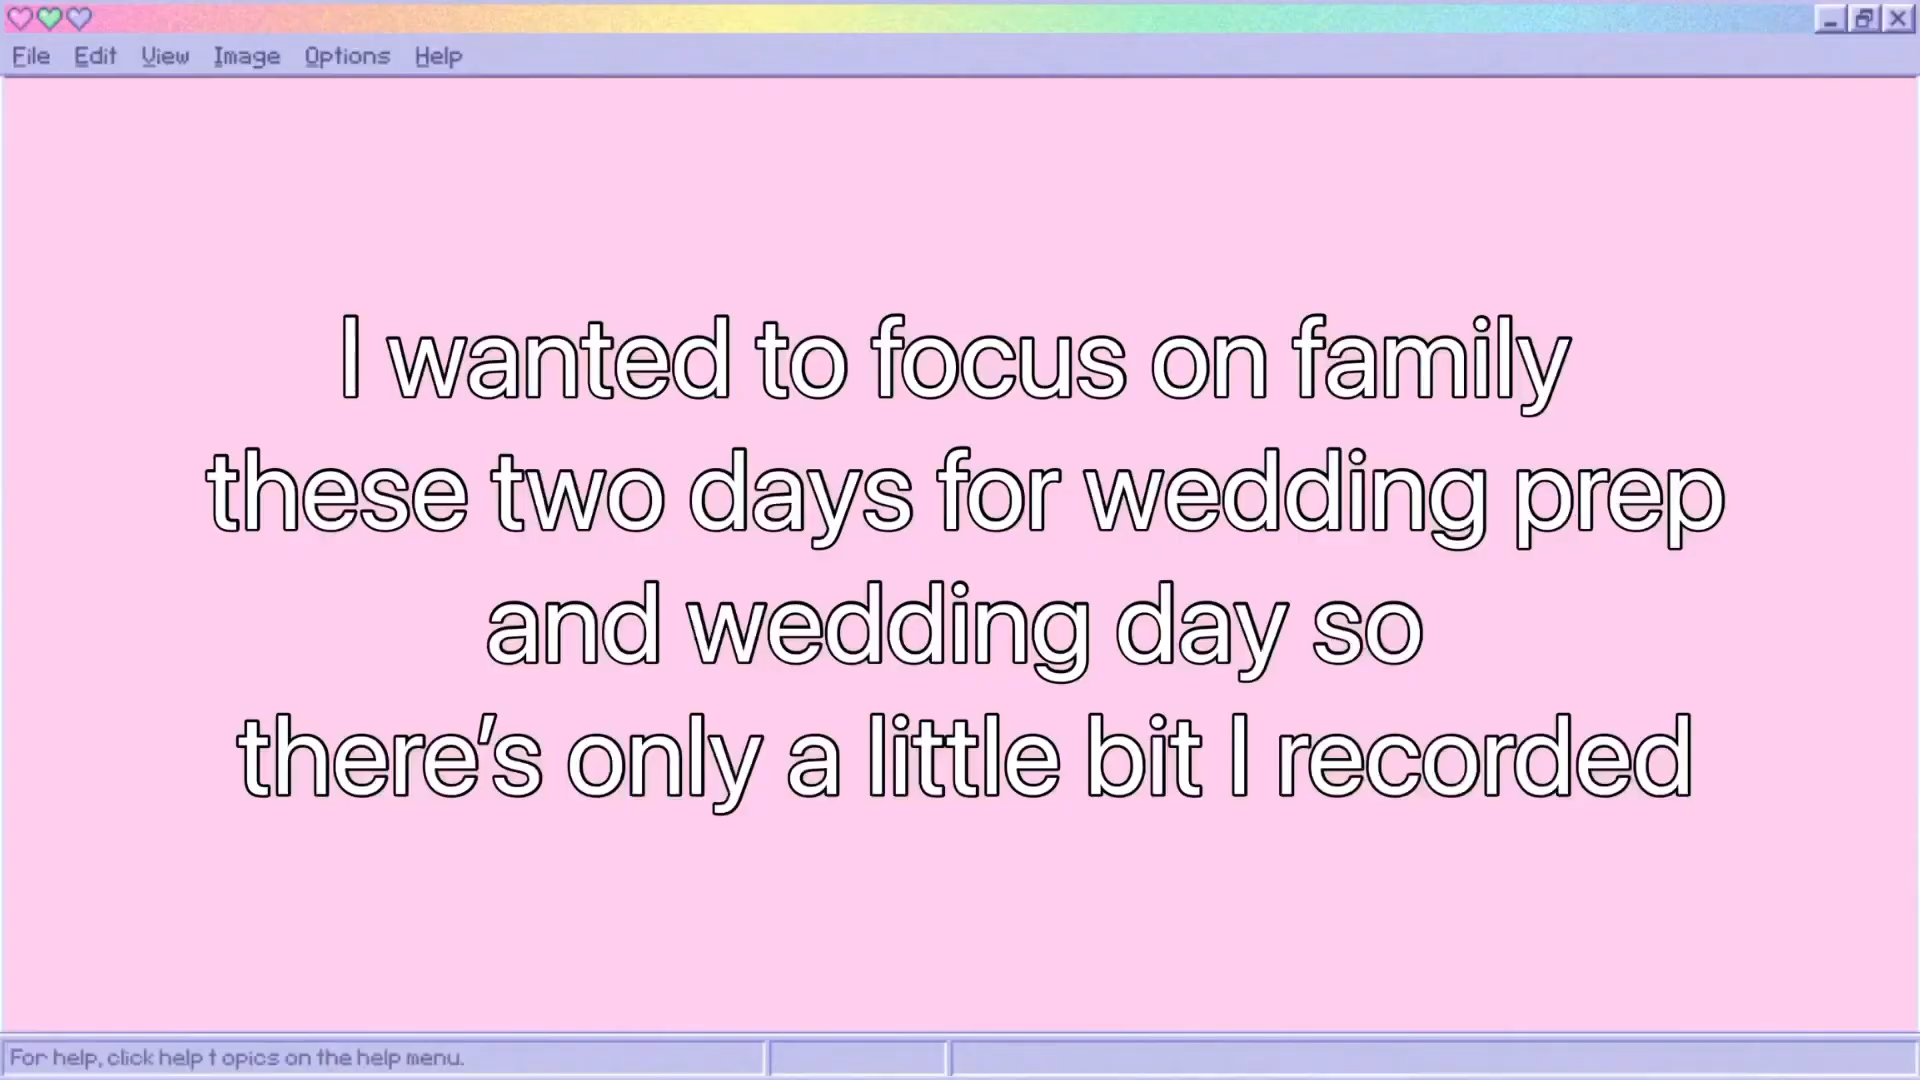 File Edit View Image Options Help
I wanted to focus on family
these two days for wedding prep
and wedding day so
there’s only a little bit I recorded
For help, click help t opics on the help menu.